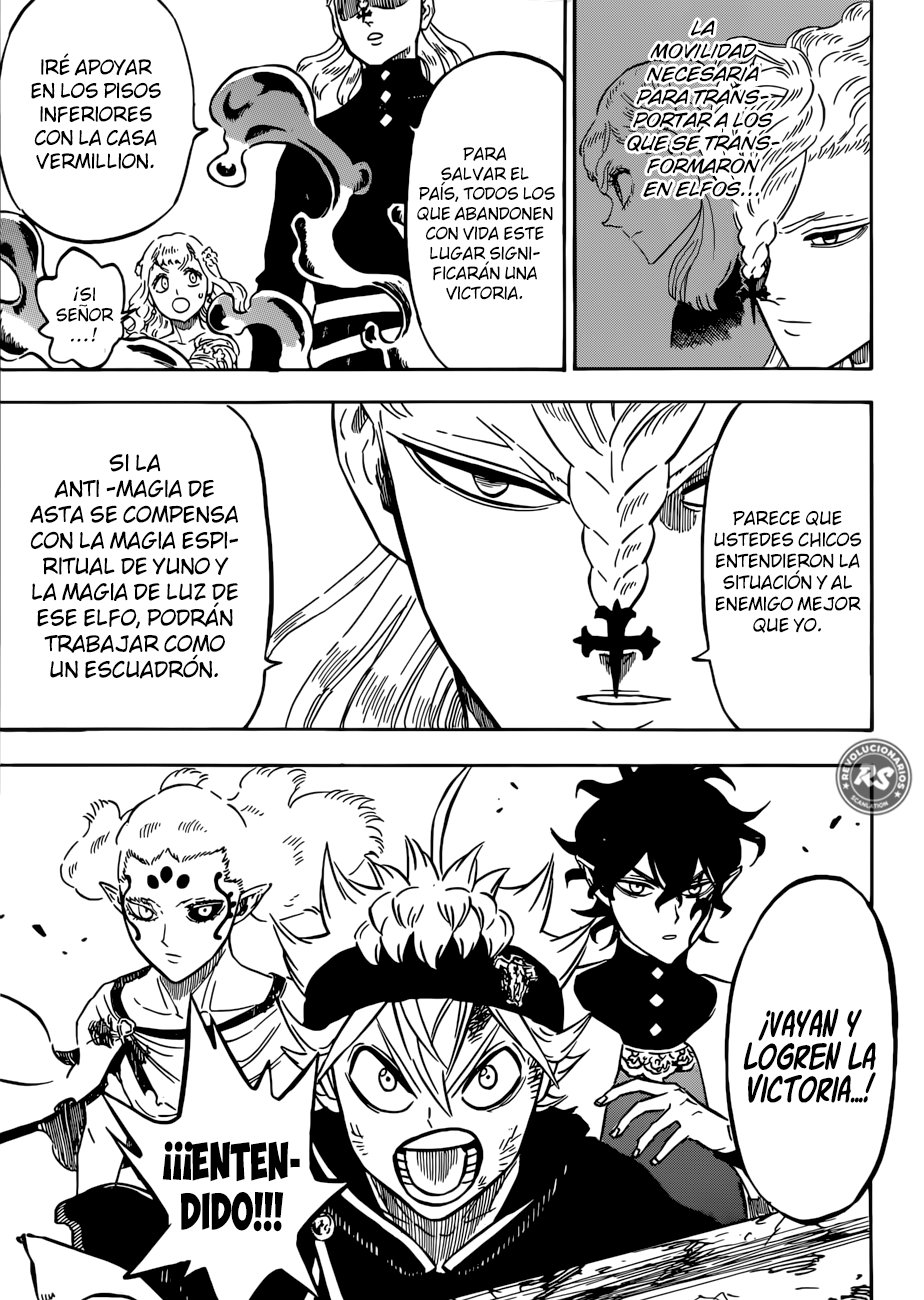 LA
MOVILIDAD
NECESARIA
PARA TRANS-
PORTAR A LOS
QUE SE TRANS-
FORMARON
EN ELFOS...
PARA
SALVAR EL
PAÍS, TODOS LOS
QUE ABANDONEN
CON VIDA ESTE
LUGAR SIGNI-
FICARÁN UNA
VICTORIA.
IRÉ APOYAR
EN LOS PISOS
INFERIORES
CON LA CASA
VERMILLION.
¡SI
SEÑOR
...!
PARECE QUE
USTEDES CHICOS
ENTENDIERON LA
SITUACIÓN Y AL
ENEMIGO MEJOR
QUE YO.
SI LA
ANTI -MAGIA DE
ASTA SE COMPENSA
CON LA MAGIA ESPI-
RITUAL DE YUNO Y
LA MAGIA DE LUZ DE
ESE ELFO, PODRÁN
TRABAJAR COMO
UN ESCUADRÓN.
REVOLUCIONARIOS
RS
SCANLATION
¡VAYAN Y
LOGREN LA
VICTORIA...!
¡¡¡ENTEN-
DIDO!!!